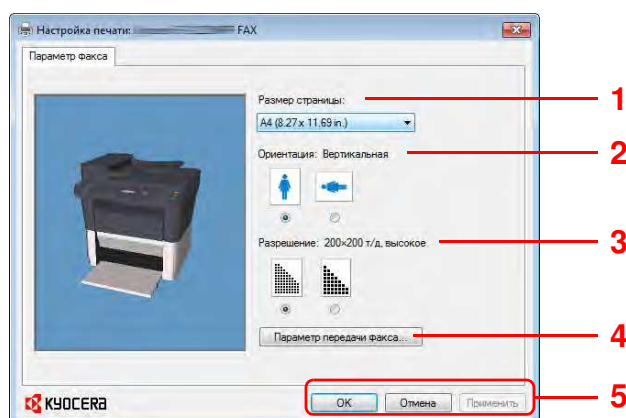 Настройка печати: FAX
Параметр факса
Размер страницы:
1
A4 (8.27 x 11.69 in.)
Ориентация: Вертикальная
2
Разрешение: 200×200 т/д, высокое
3
Параметр передачи факса...
4
KYOCERA
OK
Отмена
Применить
5